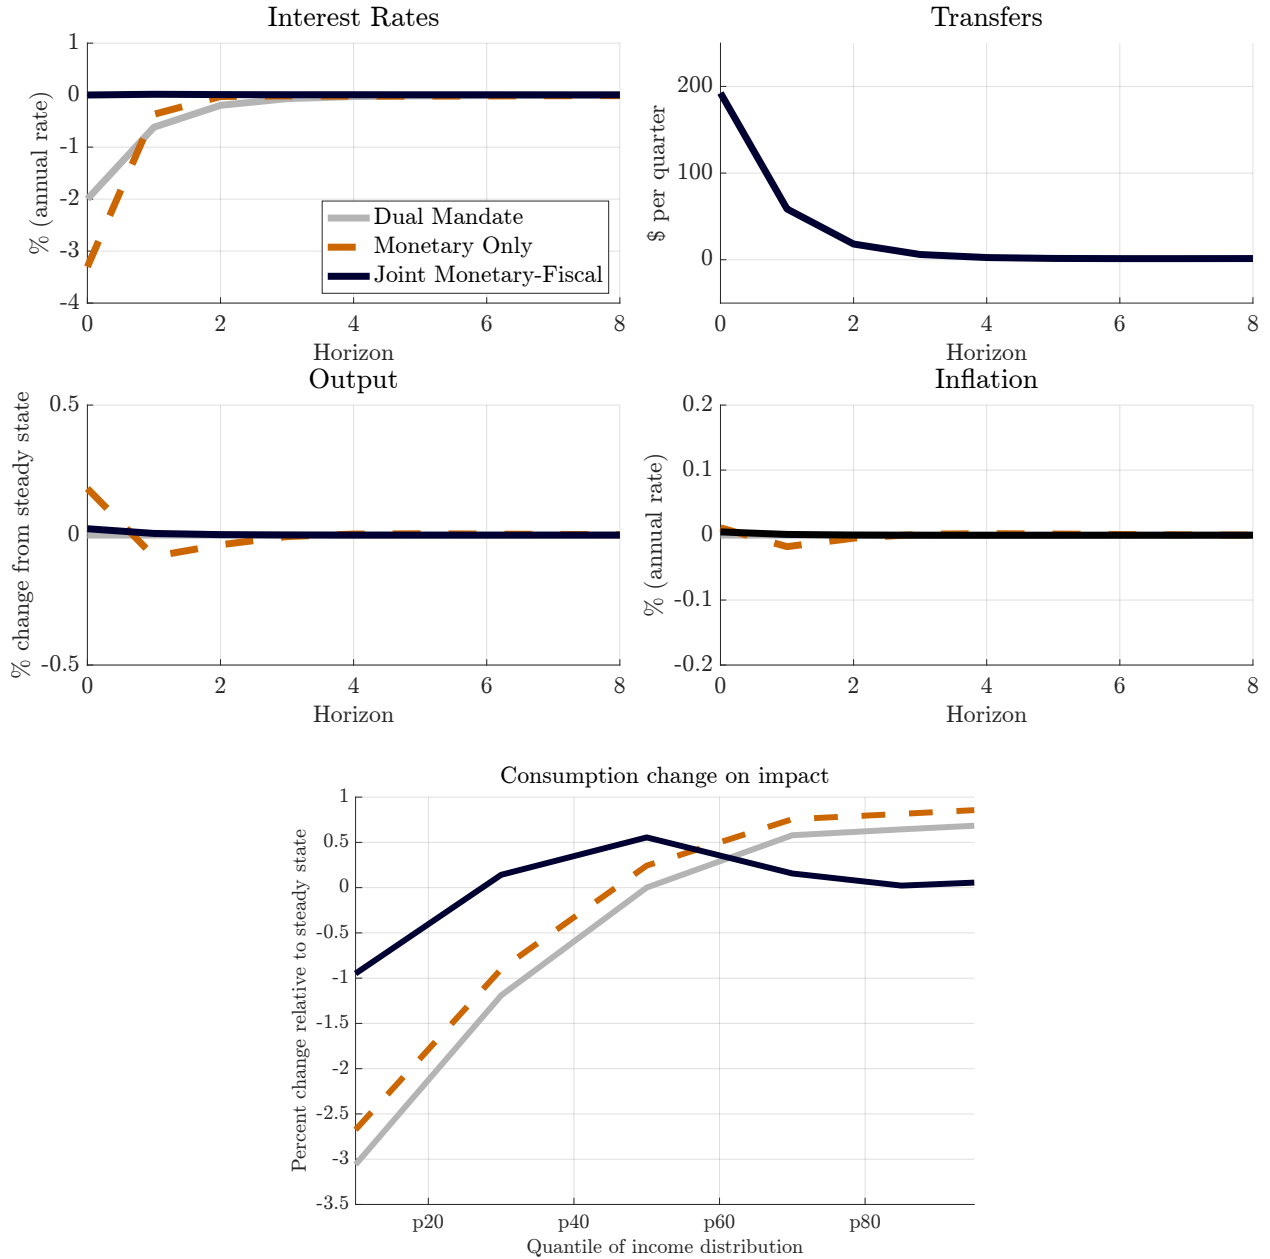 Interest Rates
1
0
-1
-2
-3
-4
% (annual rate)
Dual Mandate
Monetary Only
Joint Monetary-Fiscal
0 2 4 6 8
Horizon
Transfers
200
100
0
$ per quarter
0 2 4 6 8
Horizon
Output
0.5
0
-0.5
% change from steady state
0 2 4 6 8
Horizon
Inflation
0.2
0.1
0
-0.1
-0.2
% (annual rate)
0 2 4 6 8
Horizon
Consumption change on impact
1
0.5
0
-0.5
-1
-1.5
-2
-2.5
-3
-3.5
Percent change relative to steady state
p20 p40 p60 p80
Quantile of income distribution